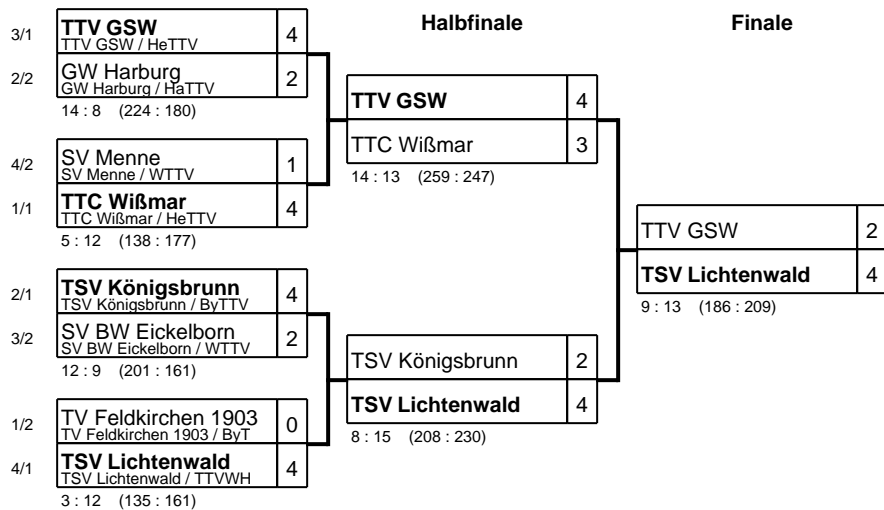 Halbfinale
Finale
3/1 TTV GSW 4
TTV GSW / HeTTV
2/2 GW Harburg 2
GW Harburg / HaTTV
14 : 8 (224 : 180)
4/2 SV Menne 1
SV Menne / WTTV
1/1 TTC Wißmar 4
TTC Wißmar / HeTTV
5 : 12 (138 : 177)
2/1 TSV Königsbrunn 4
TSV Königsbrunn / ByTTV
3/2 SV BW Eickelborn 2
SV BW Eickelborn / WTTV
12 : 9 (201 : 161)
1/2 TV Feldkirchen 1903 0
TV Feldkirchen 1903 / ByT
4/1 TSV Lichtenwald 4
TSV Lichtenwald / TTVWH
3 : 12 (135 : 161)
TTV GSW 4
TTC Wißmar 3
14 : 13 (259 : 247)
TSV Königsbrunn 2
TSV Lichtenwald 4
8 : 15 (208 : 230)
TTV GSW 2
TSV Lichtenwald 4
9 : 13 (186 : 209)